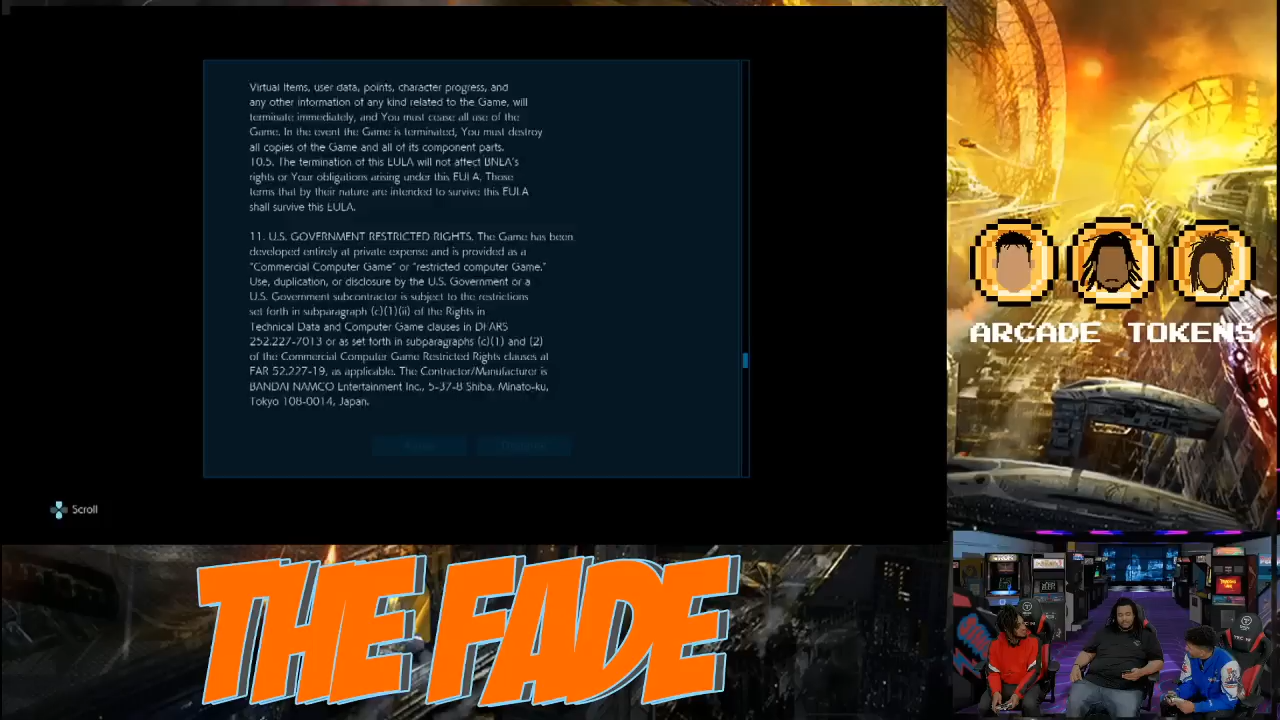 Virtual Items, user data, points, character progress, and
any other information of any kind related to the Game, will
terminate immediately, and You must cease all use of the
Game. In the event the Game is terminated, You must destroy
all copies of the Game and all of its component parts.
10.5. The termination of this EULA will not affect BNEA's
rights or Your obligations arising under this EULA. Those
terms that by their nature are intended to survive this EULA
shall survive this EULA.
11. U.S. GOVERNMENT RESTRICTED RIGHTS. The Game has been
developed entirely at private expense and is provided as a
"Commercial Computer Game" or "restricted computer Game."
Use, duplication, or disclosure by the U.S. Government or a
U.S. Government subcontractor is subject to the restrictions
set forth in subparagraph (c)(1)(ii) of the Rights in
Technical Data and Computer Game clauses in DFARS
252.227-7013 or as set forth in subparagraphs (c)(1) and (2)
of the Commercial Computer Game Restricted Rights clauses at
FAR 52.227-19, as applicable. The Contractor/Manufacturer is
BANDAI NAMCO Entertainment Inc., 5-37-8 Shiba, Minato-ku,
Tokyo 108-0014, Japan.
Scroll
ARCADE TOKENS
THE FADE